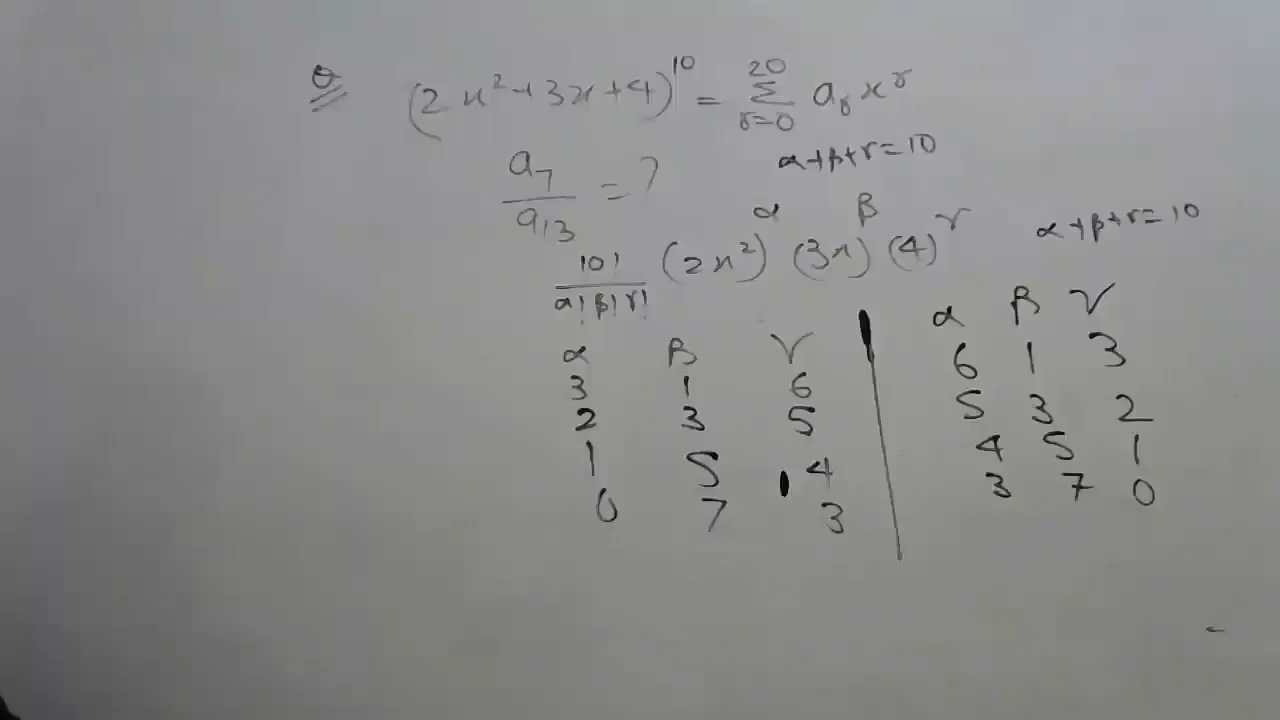 Q (2x²+3x+4)¹⁰ = Σ_{r=0}^{20} aᵣ xʳ
a₇/a₁₃ = ? α+β+γ=10
10!/(α! β! γ!) (2x²)^α (3x)^β (4)^γ α+β+γ=10
α β γ
3 1 6
2 3 5
1 5 4
0 7 3
α β γ
6 1 3
5 3 2
4 5 1
3 7 0